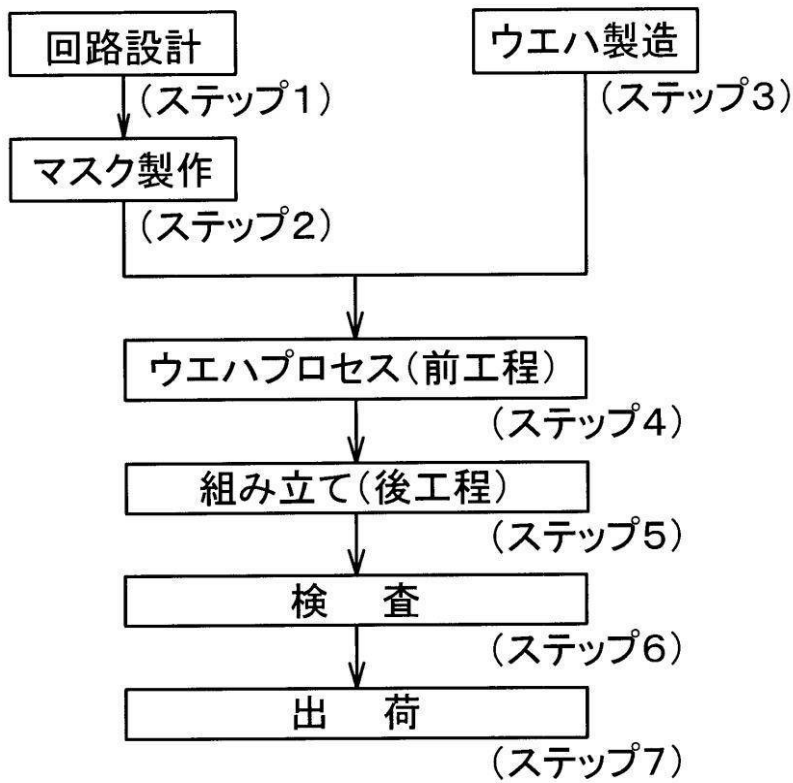 回路設計
ウエハ製造
(ステップ1)
(ステップ3)
マスク製作
(ステップ2)
ウエハプロセス(前工程)
(ステップ4)
組み立て(後工程)
(ステップ5)
検　査
(ステップ6)
出　荷
(ステップ7)